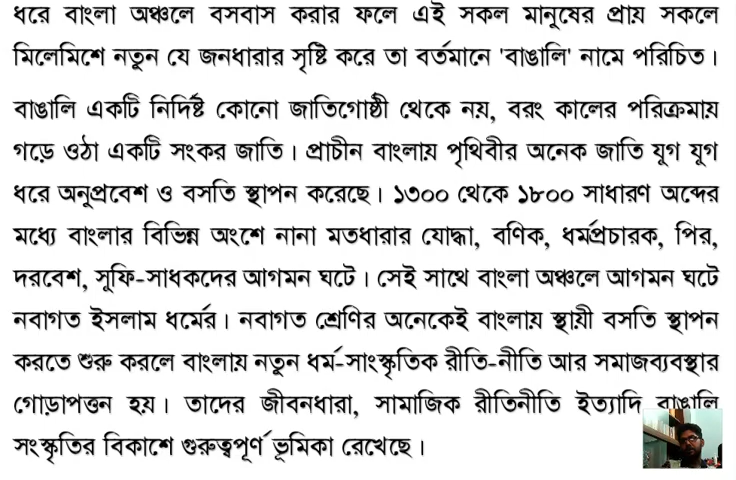 ধরে বাংলা অঞ্চলে বসবাস করার ফলে এই সকল মানুষের প্রায় সকলে
মিলেমিশে নতুন যে জনধারার সৃষ্টি করে তা বর্তমানে 'বাঙালি' নামে পরিচিত।
বাঙালি একটি নির্দিষ্ট কোনো জাতিগোষ্ঠী থেকে নয়, বরং কালের পরিক্রমায়
গড়ে ওঠা একটি সংকর জাতি। প্রাচীন বাংলায় পৃথিবীর অনেক জাতি যুগ যুগ
ধরে অনুপ্রবেশ ও বসতি স্থাপন করেছে। ১৩০০ থেকে ১৮০০ সাধারণ অব্দের
মধ্যে বাংলার বিভিন্ন অংশে নানা মতধারার যোদ্ধা, বণিক, ধর্মপ্রচারক, পির,
দরবেশ, সূফি-সাধকদের আগমন ঘটে। সেই সাথে বাংলা অঞ্চলে আগমন ঘটে
নবাগত ইসলাম ধর্মের। নবাগত শ্রেণির অনেকেই বাংলায় স্থায়ী বসতি স্থাপন
করতে শুরু করলে বাংলায় নতুন ধর্ম-সাংস্কৃতিক রীতি-নীতি আর সমাজব্যবস্থার
গোড়াপত্তন হয়। তাদের জীবনধারা, সামাজিক রীতিনীতি ইত্যাদি বাঙালি
সংস্কৃতির বিকাশে গুরুত্বপূর্ণ ভূমিকা রেখেছে।